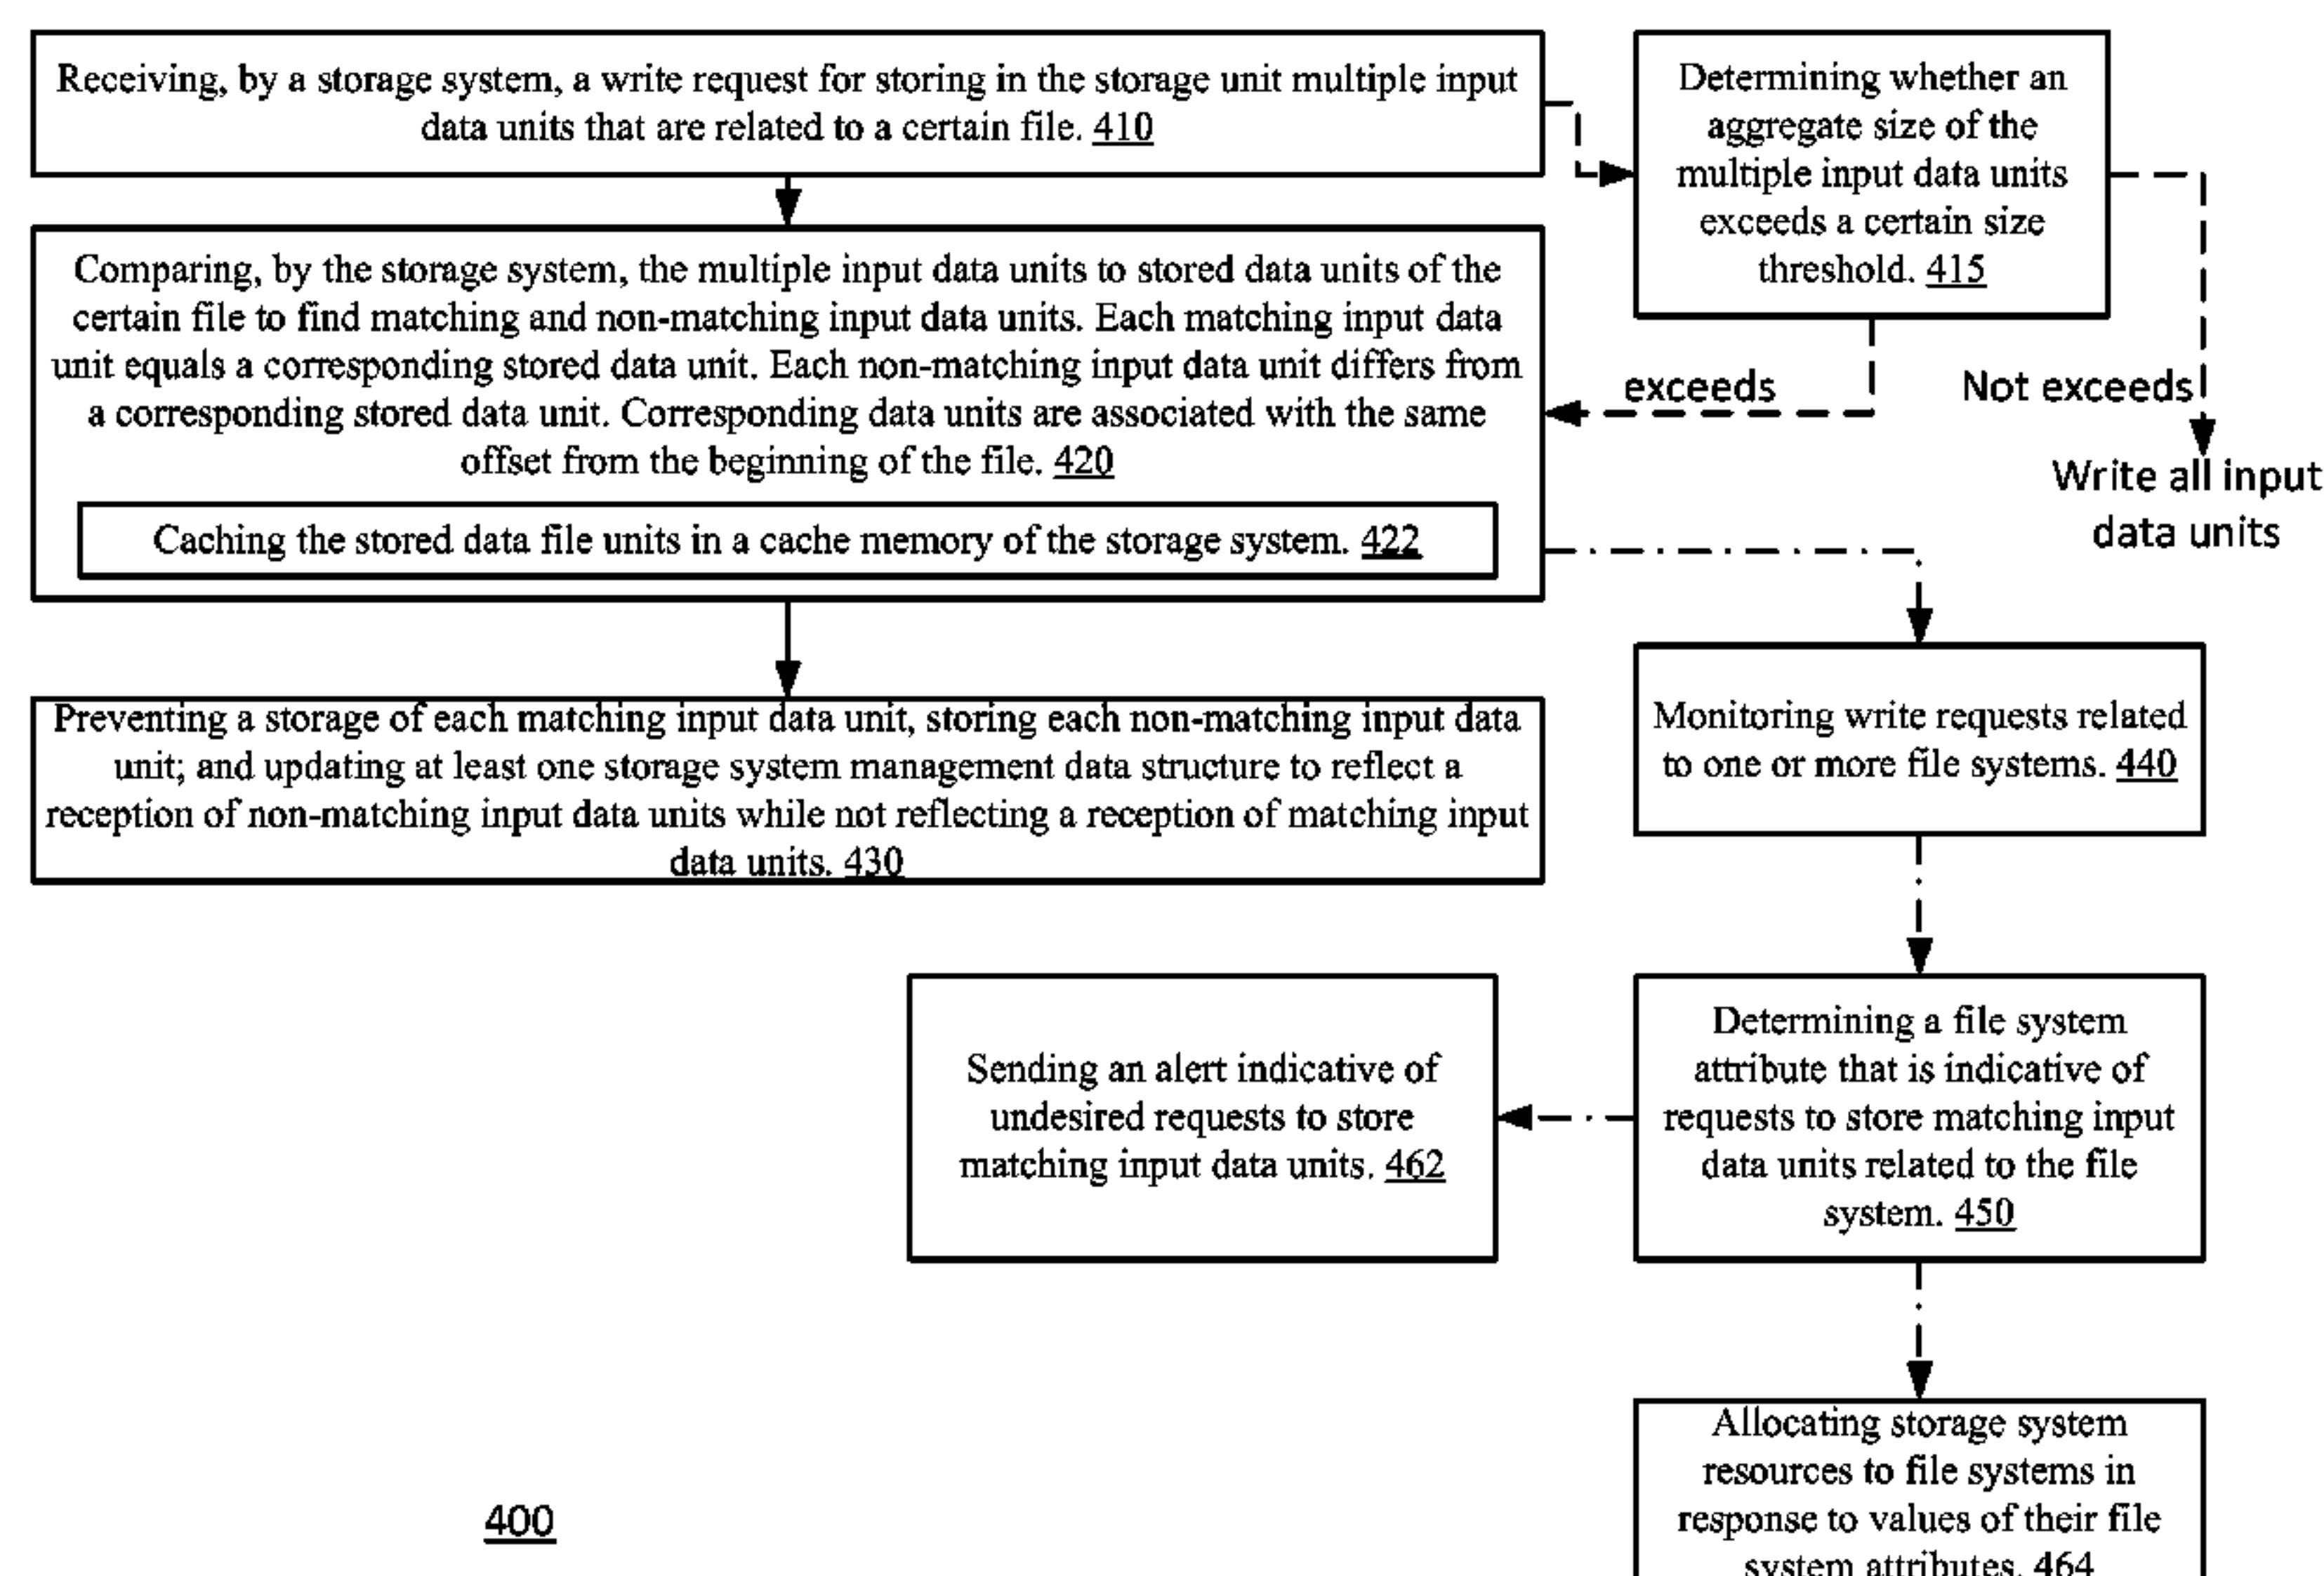 Receiving, by a storage system, a write request for storing in the storage unit multiple input
data units that are related to a certain file. 410
Determining whether an
aggregate size of the
multiple input data units
exceeds a certain size
threshold. 415
Comparing, by the storage system, the multiple input data units to stored data units of the
certain file to find matching and non-matching input data units. Each matching input data
unit equals a corresponding stored data unit. Each non-matching input data unit differs from
a corresponding stored data unit. Corresponding data units are associated with the same
offset from the beginning of the file. 420
Caching the stored data file units in a cache memory of the storage system. 422
exceeds
Not exceeds
Write all input
data units
Preventing a storage of each matching input data unit, storing each non-matching input data
unit; and updating at least one storage system management data structure to reflect a
reception of non-matching input data units while not reflecting a reception of matching input
data units. 430
Monitoring write requests related
to one or more file systems. 440
Sending an alert indicative of
undesired requests to store
matching input data units. 462
Determining a file system
attribute that is indicative of
requests to store matching input
data units related to the file
system. 450
Allocating storage system
resources to file systems in
response to values of their file
system attributes. 464
400